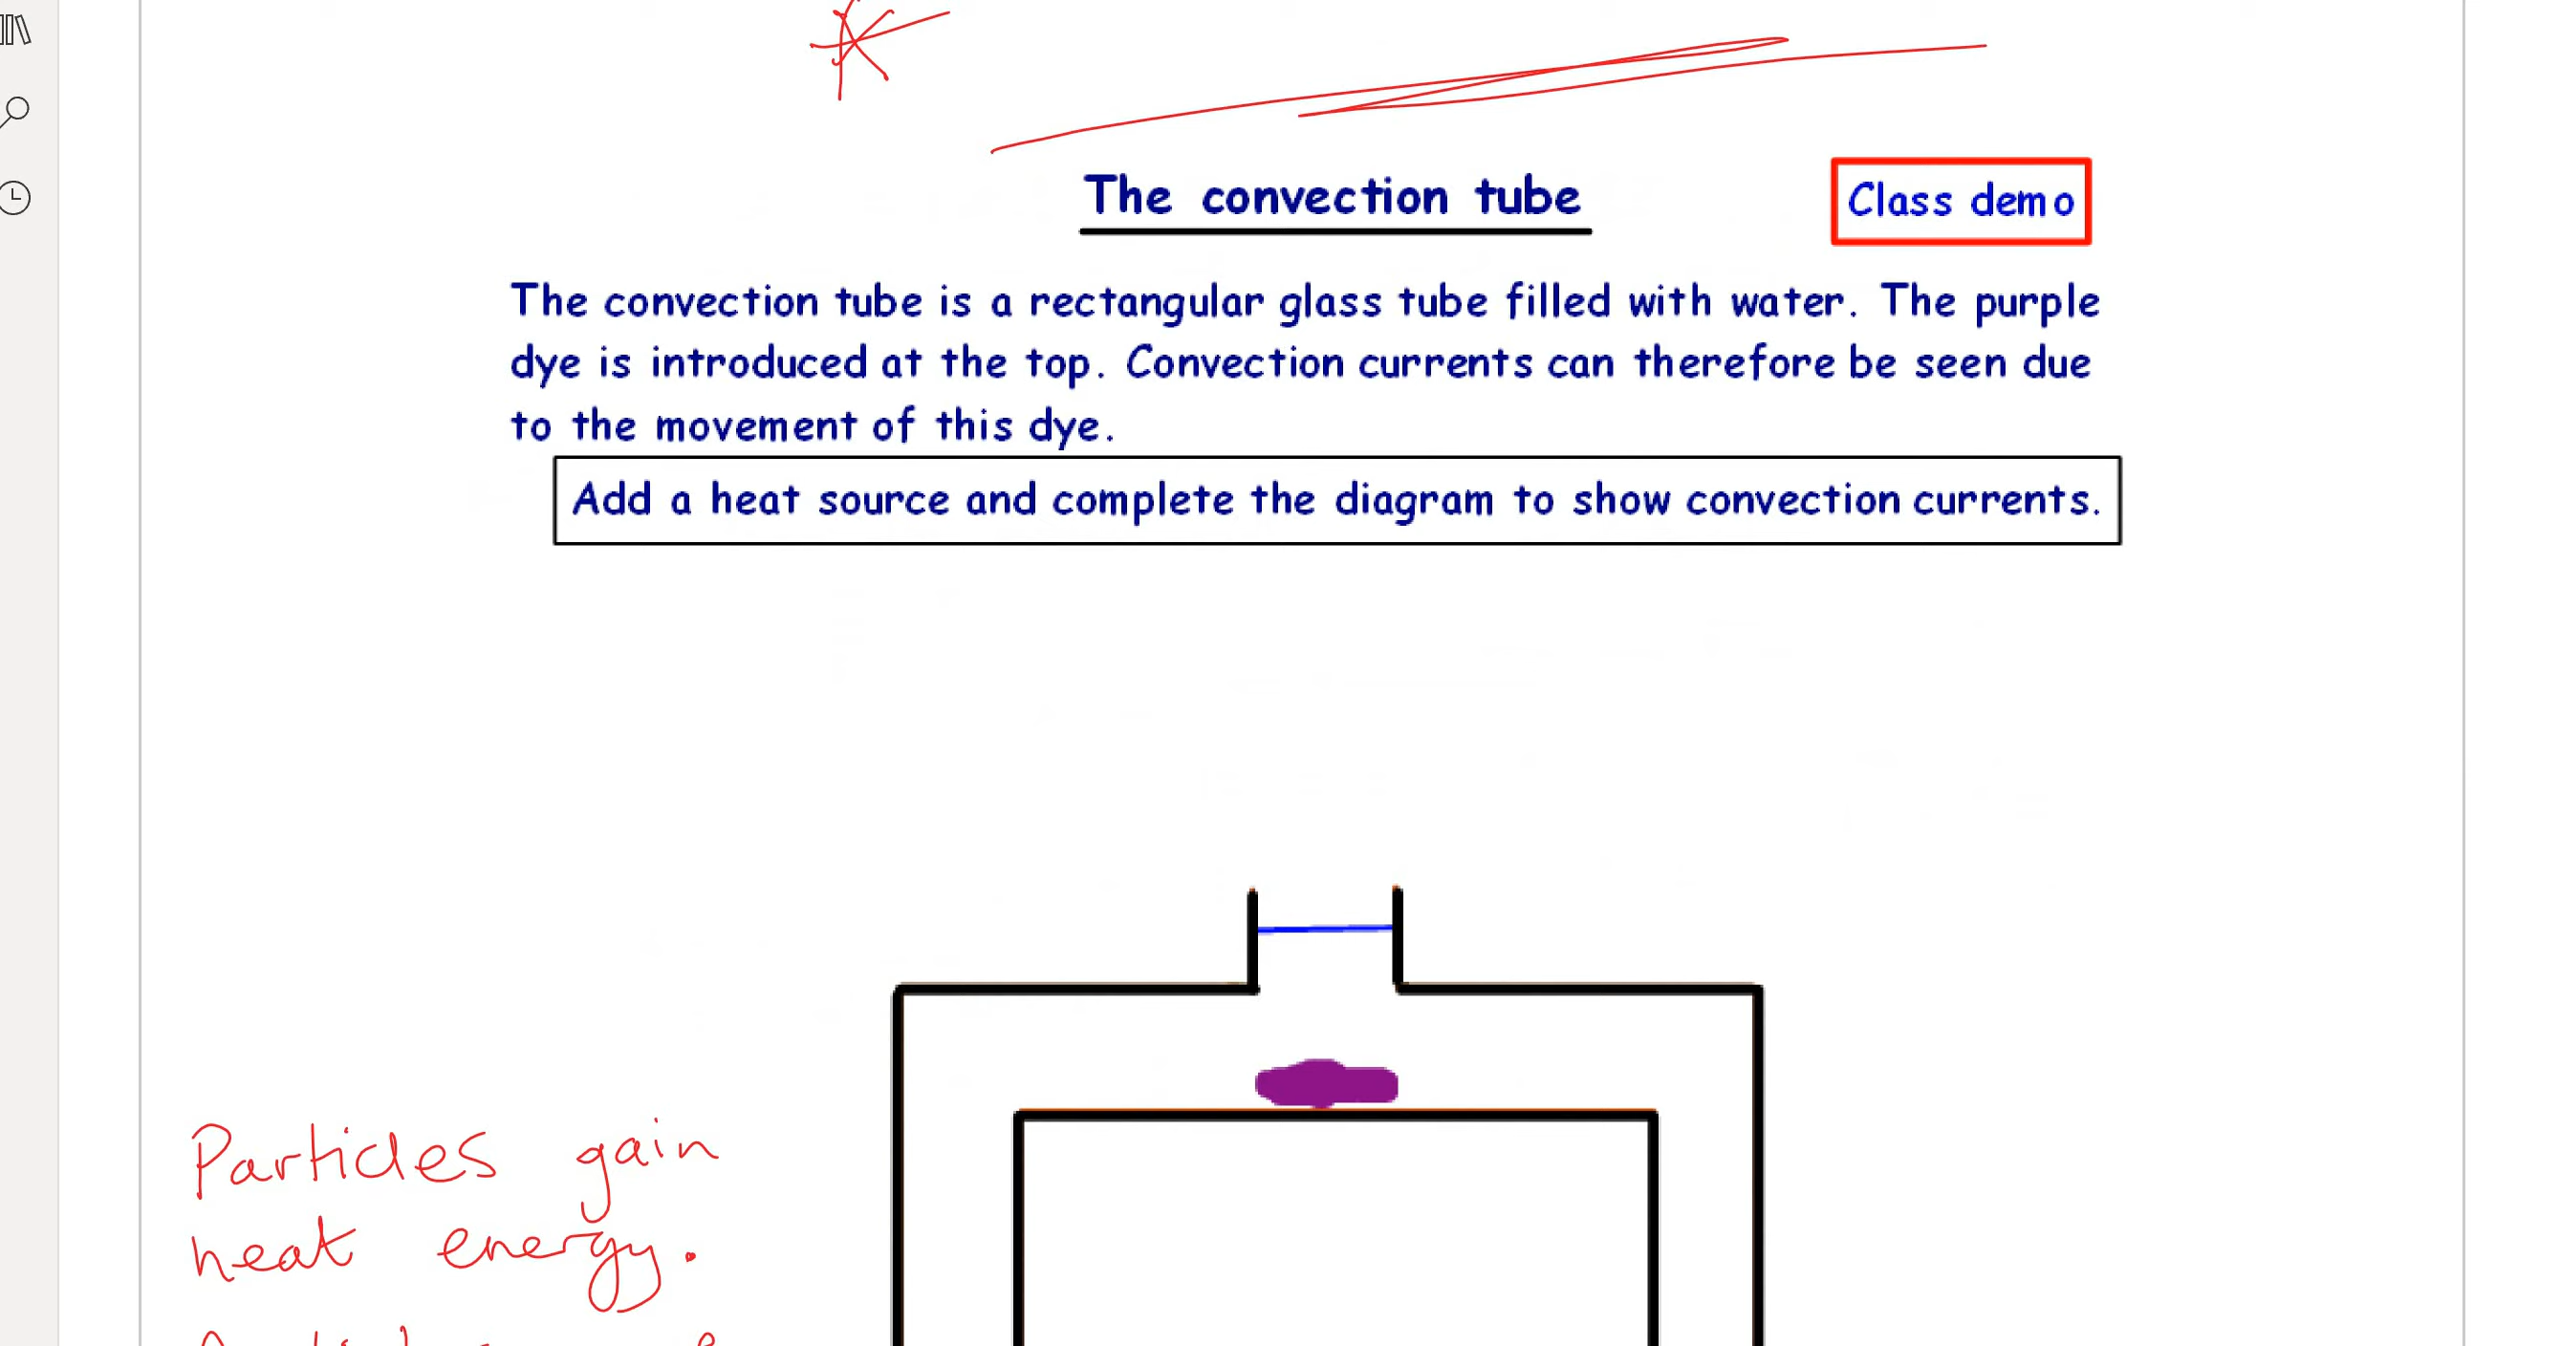 The convection tube
Class demo
The convection tube is a rectangular glass tube filled with water. The purple
dye is introduced at the top. Convection currents can therefore be seen due
to the movement of this dye.
Add a heat source and complete the diagram to show convection currents.
Particles gain
heat energy.